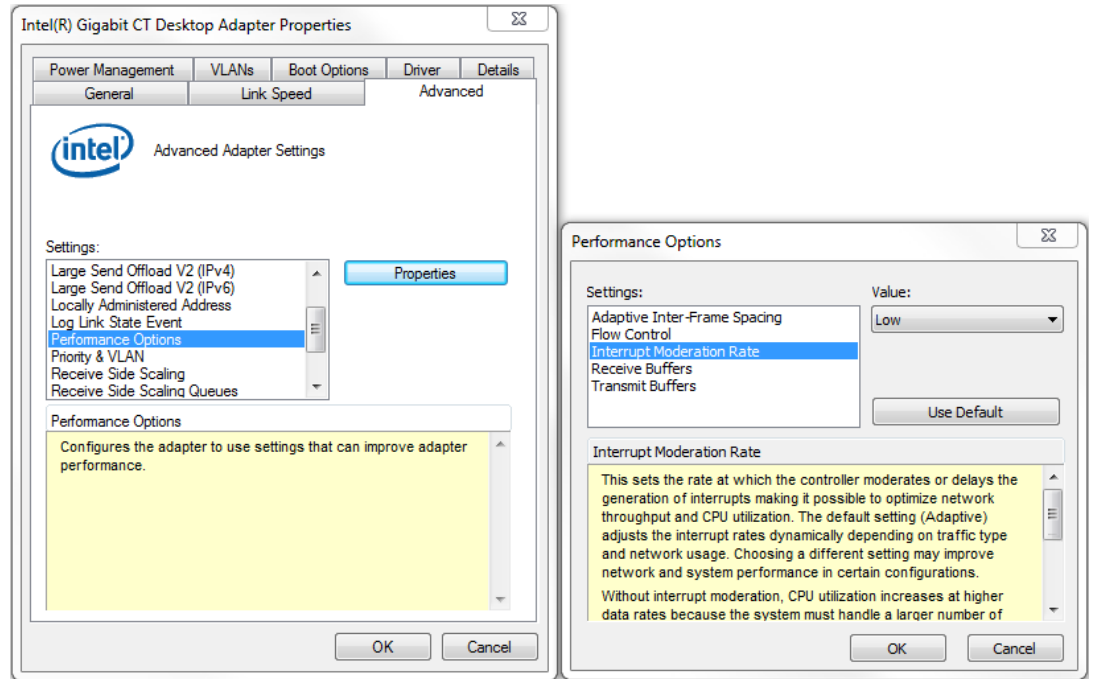 Intel(R) Gigabit CT Desktop Adapter Properties
Power Management VLANs Boot Options Driver Details
General Link Speed Advanced
intel Advanced Adapter Settings
Settings:
Large Send Offload V2 (IPv4)
Large Send Offload V2 (IPv6)
Locally Administered Address
Log Link State Event
Performance Options
Priority & VLAN
Receive Side Scaling
Receive Side Scaling Queues
Properties
Performance Options
Configures the adapter to use settings that can improve adapter
performance.
OK Cancel
Performance Options
Settings:
Adaptive Inter-Frame Spacing
Flow Control
Interrupt Moderation Rate
Receive Buffers
Transmit Buffers
Value:
Low
Use Default
Interrupt Moderation Rate
This sets the rate at which the controller moderates or delays the
generation of interrupts making it possible to optimize network
throughput and CPU utilization. The default setting (Adaptive)
adjusts the interrupt rates dynamically depending on traffic type
and network usage. Choosing a different setting may improve
network and system performance in certain configurations.
Without interrupt moderation, CPU utilization increases at higher
data rates because the system must handle a larger number of
OK Cancel